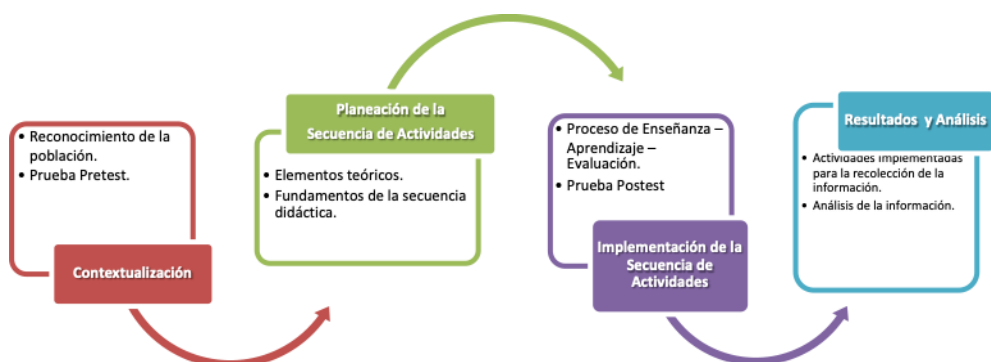 • Reconocimiento de la
población.
• Prueba Pretest.
Contextualización
Planeación de la
Secuencia de Actividades
• Elementos teóricos.
• Fundamentos de la secuencia
didáctica.
• Proceso de Enseñanza –
Aprendizaje –
Evaluación.
• Prueba Postest
Implementación de la
Secuencia de
Actividades
Resultados y Análisis
• Actividades implementadas
para la recolección de la
información.
• Análisis de la información.